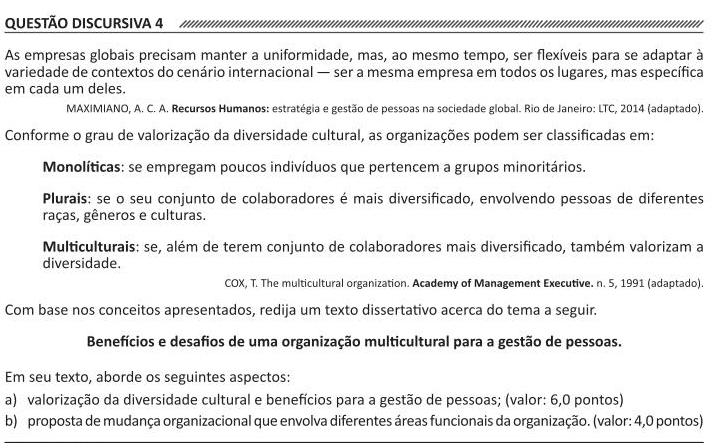 QUESTÃO DISCURSIVA 4
As empresas globais precisam manter a uniformidade, mas, ao mesmo tempo, ser flexíveis para se adaptar à
variedade de contextos do cenário internacional — ser a mesma empresa em todos os lugares, mas específica
em cada um deles.
MAXIMIANO, A. C. A. Recursos Humanos: estratégia e gestão de pessoas na sociedade global. Rio de Janeiro: LTC, 2014 (adaptado).
Conforme o grau de valorização da diversidade cultural, as organizações podem ser classificadas em:
Monolíticas: se empregam poucos indivíduos que pertencem a grupos minoritários.
Plurais: se o seu conjunto de colaboradores é mais diversificado, envolvendo pessoas de diferentes
raças, gêneros e culturas.
Multiculturais: se, além de terem conjunto de colaboradores mais diversificado, também valorizam a
diversidade.
COX, T. The multicultural organization. Academy of Management Executive. n. 5, 1991 (adaptado).
Com base nos conceitos apresentados, redija um texto dissertativo acerca do tema a seguir.
Benefícios e desafios de uma organização multicultural para a gestão de pessoas.
Em seu texto, aborde os seguintes aspectos:
a) valorização da diversidade cultural e benefícios para a gestão de pessoas; (valor: 6,0 pontos)
b) proposta de mudança organizacional que envolva diferentes áreas funcionais da organização. (valor: 4,0 pontos)